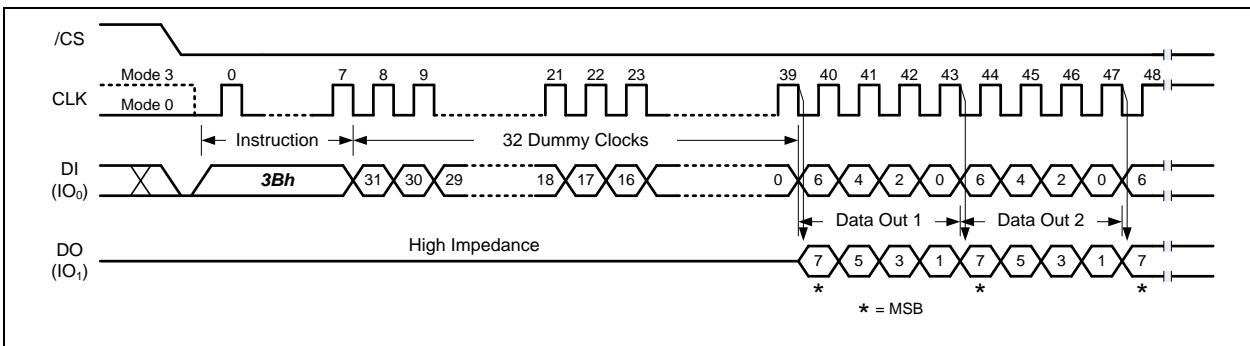 /CS
Mode 3 0 7 8 9 21 22 23 39 40 41 42 43 44 45 46 47 48
CLK
Mode 0
Instruction 32 Dummy Clocks
DI
(IO0) 3Bh 31 30 29 18 17 16 0 6 4 2 0 6 4 2 0 6
Data Out 1 Data Out 2
High Impedance
DO
(IO1) 7 5 3 1 7 5 3 1 7
* * *
* = MSB